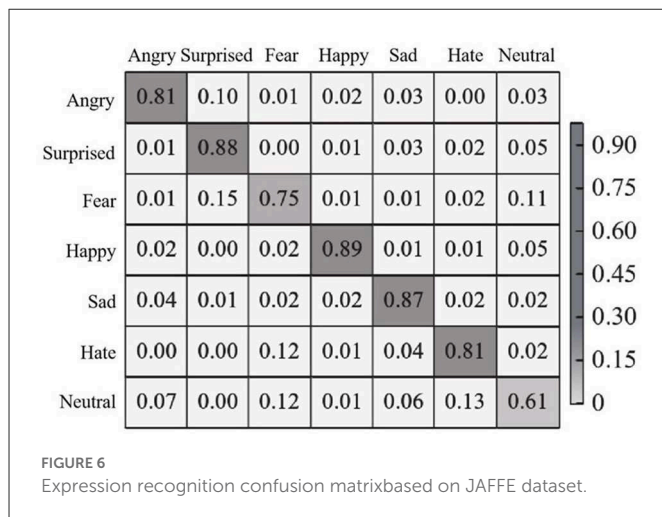 Angry Surprised Fear Happy Sad Hate Neutral
Angry 0.81 0.10 0.01 0.02 0.03 0.00 0.03
Surprised 0.01 0.88 0.00 0.01 0.03 0.02 0.05
Fear 0.01 0.15 0.75 0.01 0.01 0.02 0.11
Happy 0.02 0.00 0.02 0.89 0.01 0.01 0.05
Sad 0.04 0.01 0.02 0.02 0.87 0.02 0.02
Hate 0.00 0.00 0.12 0.01 0.04 0.81 0.02
Neutral 0.07 0.00 0.12 0.01 0.06 0.13 0.61
0.90
0.75
0.60
0.45
0.30
0.15
0
FIGURE 6
Expression recognition confusion matrixbased on JAFFE dataset.